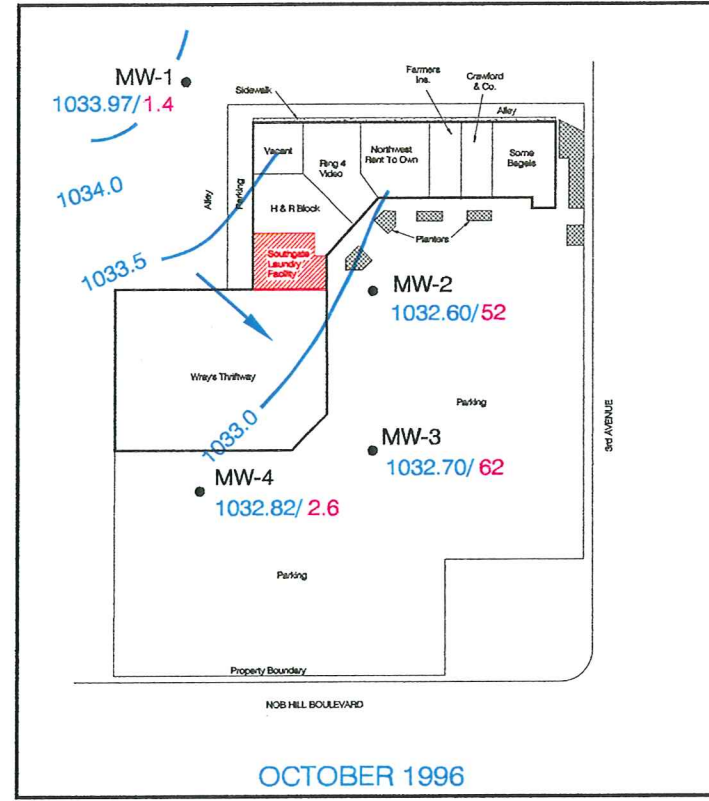 MW-1
1033.97/1.4
1034.0
1033.5
Sidewalk
Farmers
Ins.
Crawford
& Co.
Alley
Alley
Parking
Vacant
Ring 4
Video
Northwest
Rent To Own
Some
Bagels
H & R Block
Southgate
Laundry
Facility
Planters
MW-2
1032.60/52
Wray's Thriftway
Parking
3rd AVENUE
1033.0
MW-3
1032.70/ 62
MW-4
1032.82/ 2.6
Parking
Property Boundary
NOB HILL BOULEVARD
OCTOBER 1996